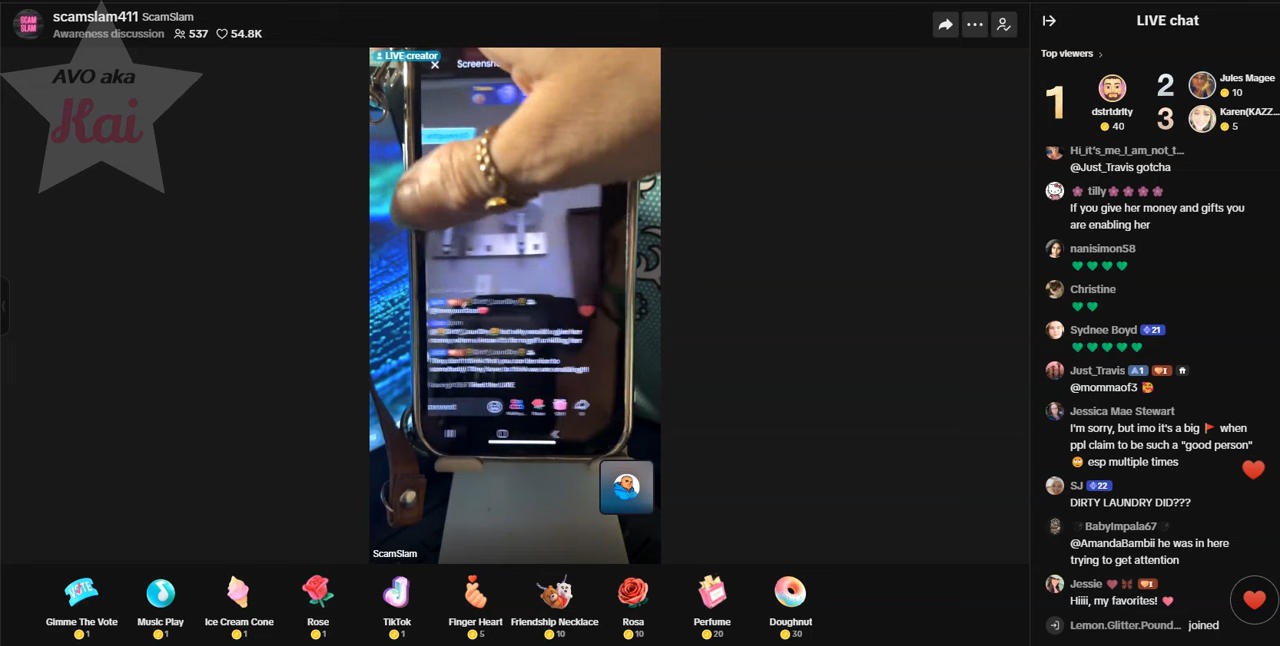 SCAM
SLAM
scamslam411 ScamSlam
Awareness discussion 537 54.8K
AVO aka
Kai
LIVE creator
Screensh
ScamSlam
Gimme The Vote
1
Music Play
1
Ice Cream Cone
1
Rose
1
TikTok
1
Finger Heart
5
Friendship Necklace
10
Rosa
10
Perfume
20
Doughnut
30
LIVE chat
Top viewers
1
dstrtdrlty
40
2
Jules Magee
10
3
Karen(KAZZ...
5
Hi_it's_me_I_am_not_t...
@Just_Travis gotcha
tilly
If you give her money and gifts you
are enabling her
nanisimon58
Christine
Sydnee Boyd 21
Just_Travis 1 I
@mommaof3
Jessica Mae Stewart
I'm sorry, but imo it's a big 🚩 when
ppl claim to be such a "good person"
🙄 esp multiple times
SJ 22
DIRTY LAUNDRY DID???
BabyImpala67
@AmandaBambii he was in here
trying to get attention
Jessie I
Hiiii, my favorites!
Lemon.Glitter.Pound... joined